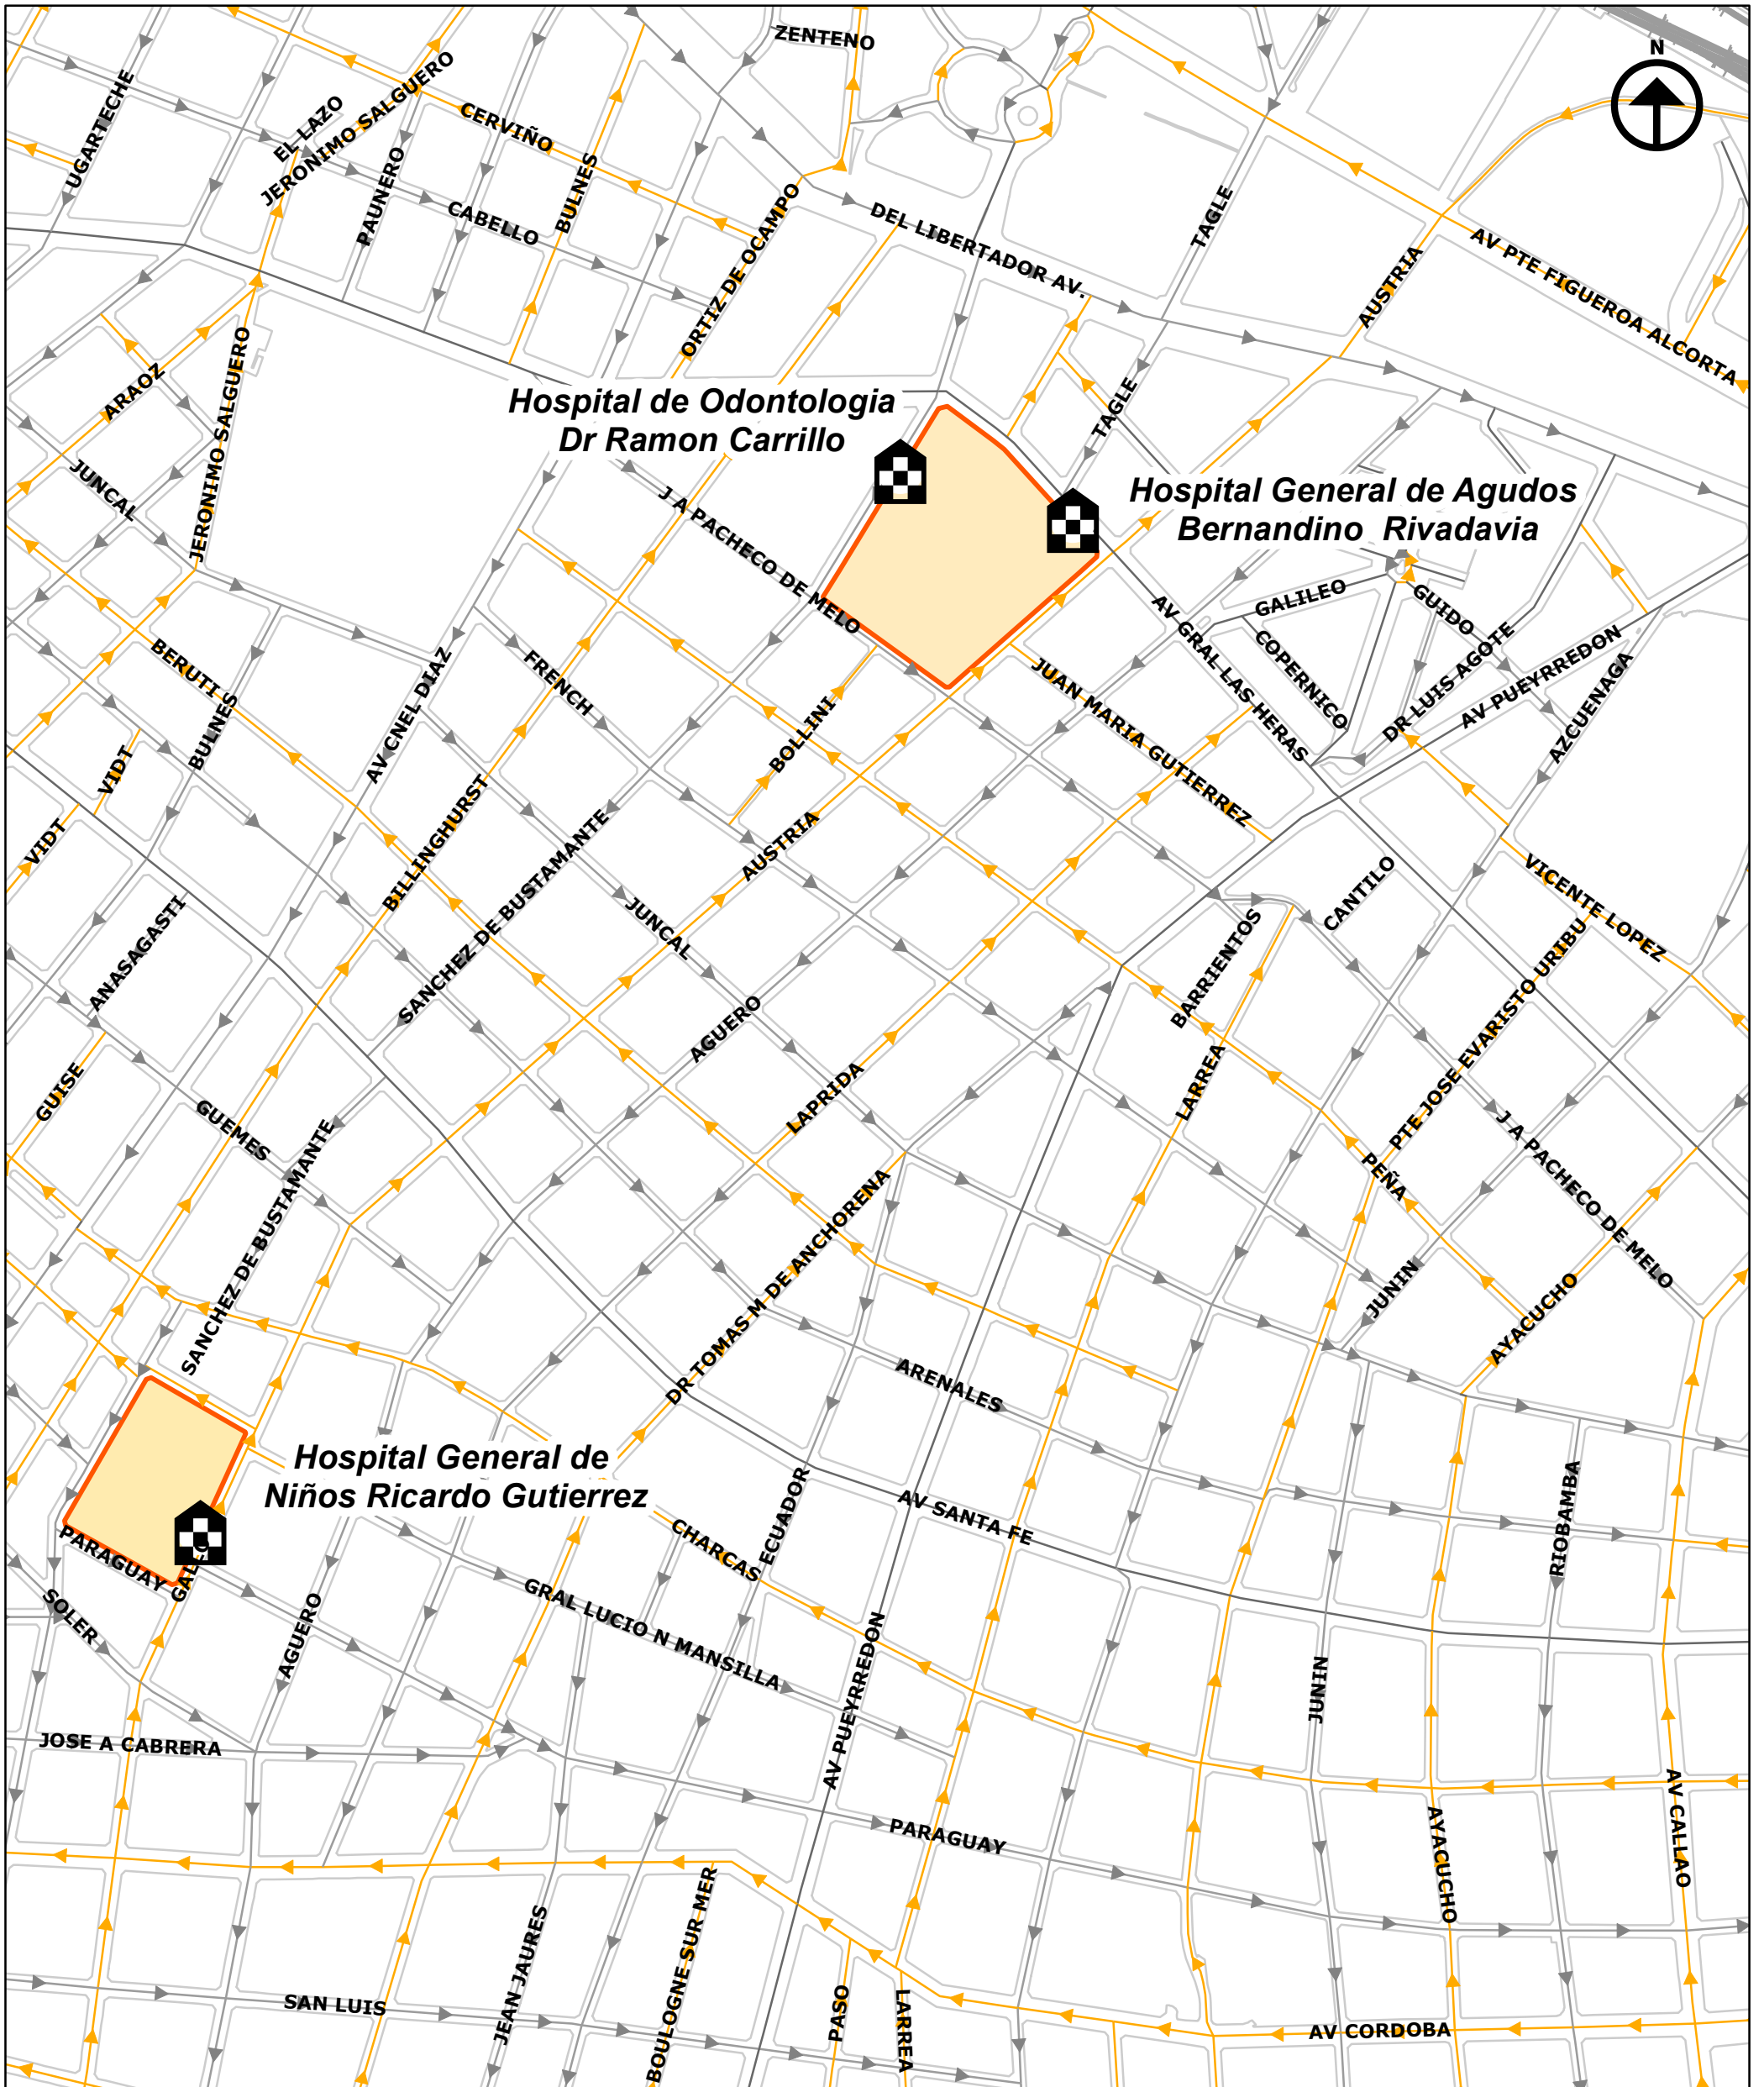 ZENTENO
N
UGARTECHE
EL LAZO
JERONIMO SALGUERO
CERVIÑO
PAUNERO
BULNES
CABELLO
ORTIZ DE OCAMPO
DEL LIBERTADOR AV.
TAGLE
AUSTRIA
AV PTE FIGUEROA ALCORTA
ARAOZ
JERONIMO SALGUERO
Hospital de Odontologia
Dr Ramon Carrillo
TAGLE
JUNCAL
J A PACHECO DE MELO
Hospital General de Agudos
Bernandino Rivadavia
GALILEO
GUIDO
COPERNICO
AV GRAL LAS HERAS
DR LUIS AGOTE
AV PUEYRREDON
AZCUENAGA
BERUTI
BULNES
AV CNEL DIAZ
FRENCH
BOLLINI
JUAN MARIA GUTIERREZ
VIDT
VIDT
BILLINGHURST
SANCHEZ DE BUSTAMANTE
AUSTRIA
CANTILO
VICENTE LOPEZ
ANASAGASTI
JUNCAL
BARRIENTOS
PTE JOSE EVARISTO URIBU
AGUERO
LAPRIDA
LARREA
GUISE
GUEMES
SANCHEZ DE BUSTAMANTE
PEÑA
J A PACHECO DE MELO
DR TOMAS M DE ANCHORENA
JUNIN
AYACUCHO
ARENALES
Hospital General de
Niños Ricardo Gutierrez
ECUADOR
AV SANTA FE
CHARCAS
RIOBAMBA
PARAGUAY
SOLER
AGUERO
GRAL LUCIO N MANSILLA
AV PUEYRREDON
JUNIN
JOSE A CABRERA
PARAGUAY
AYACUCHO
AV CALLAO
JEAN JAURES
BOULOGNE SUR MER
SAN LUIS
PASO
LARREA
AV CORDOBA